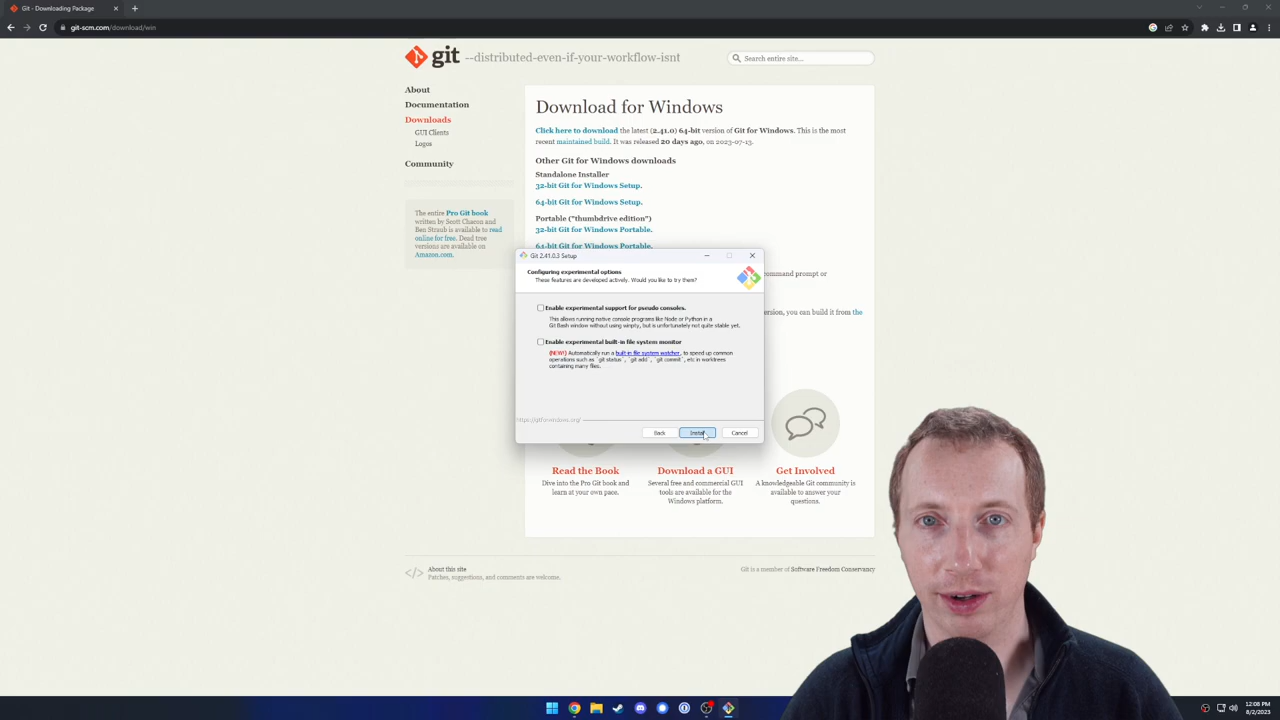 Git - Downloading Package
git-scm.com/download/win
git --distributed-even-if-your-workflow-isnt
Search entire site...
About
Documentation
Downloads
GUI Clients
Logos
Community
The entire Pro Git book
written by Scott Chacon and
Ben Straub is available to read
online for free. Dead tree
versions are available on
Amazon.com.
Download for Windows
Click here to download the latest (2.41.0) 64-bit version of Git for Windows. This is the most
recent maintained build. It was released 20 days ago, on 2023-07-13.
Other Git for Windows downloads
Standalone Installer
32-bit Git for Windows Setup.
64-bit Git for Windows Setup.
Portable ("thumbdrive edition")
32-bit Git for Windows Portable.
64-bit Git for Windows Portable.
command prompt or
version, you can build it from the
Git 2.41.0.3 Setup
Configuring experimental options
These features are developed actively. Would you like to try them?
Enable experimental support for pseudo consoles.
This allows running native console programs like Node or Python in a
Git Bash window without using winpty, but is unfortunately not quite stable yet.
Enable experimental built-in file system monitor
(NEW!) Automatically run a built-in file system watcher, to speed up common
operations such as `git status`, `git add`, `git commit`, etc in worktrees
containing many files.
https://gitforwindows.org/
Back
Install
Cancel
Read the Book
Dive into the Pro Git book and
learn at your own pace.
Download a GUI
Several free and commercial GUI
tools are available for the
Windows platform.
Get Involved
A knowledgeable Git community is
available to answer your
questions.
</> About this site
Patches, suggestions, and comments are welcome.
Git is a member of Software Freedom Conservancy
12:08 PM
8/2/2023